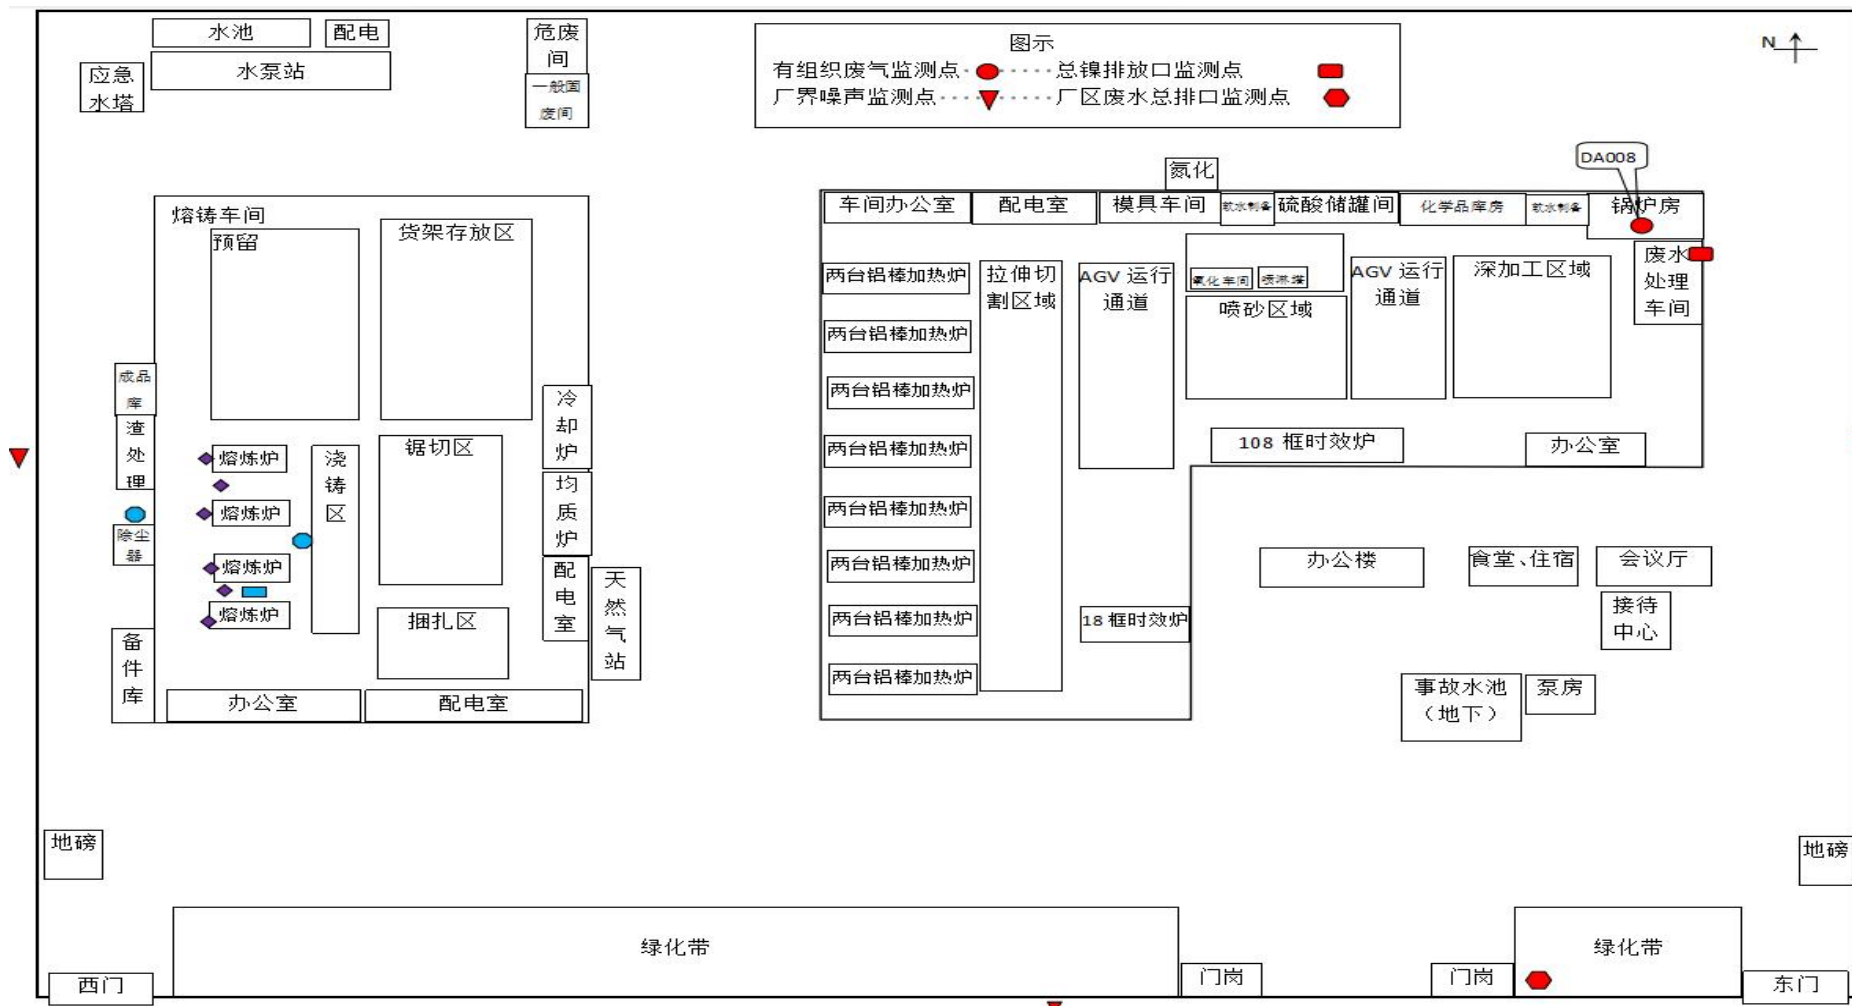 水池
配电
水泵站
应急
水塔
危废
间
一般固
废间
图示
有组织废气监测点
总镍排放口监测点
厂界噪声监测点
厂区废水总排口监测点
N
DA008
氮化
车间办公室
配电室
模具车间
软水制备
硫酸储罐间
化学品库房
软水制备
锅炉房
废水
处理
车间
熔铸车间
预留
货架存放区
两台铝棒加热炉
两台铝棒加热炉
两台铝棒加热炉
两台铝棒加热炉
两台铝棒加热炉
两台铝棒加热炉
两台铝棒加热炉
两台铝棒加热炉
拉伸切
割区域
AGV 运行
通道
氧化车间
喷淋塔
喷砂区域
AGV 运行
通道
深加工区域
成品
库
渣
处
理
除尘
器
备
件
库
熔炼炉
熔炼炉
熔炼炉
熔炼炉
浇
铸
区
锯切区
捆扎区
冷
却
炉
均
质
炉
配
电
室
天
然
气
站
办公室
配电室
108 框时效炉
办公室
18 框时效炉
办公楼
食堂、住宿
会议厅
接待
中心
事故水池
（地下）
泵房
地磅
地磅
绿化带
绿化带
西门
门岗
门岗
东门